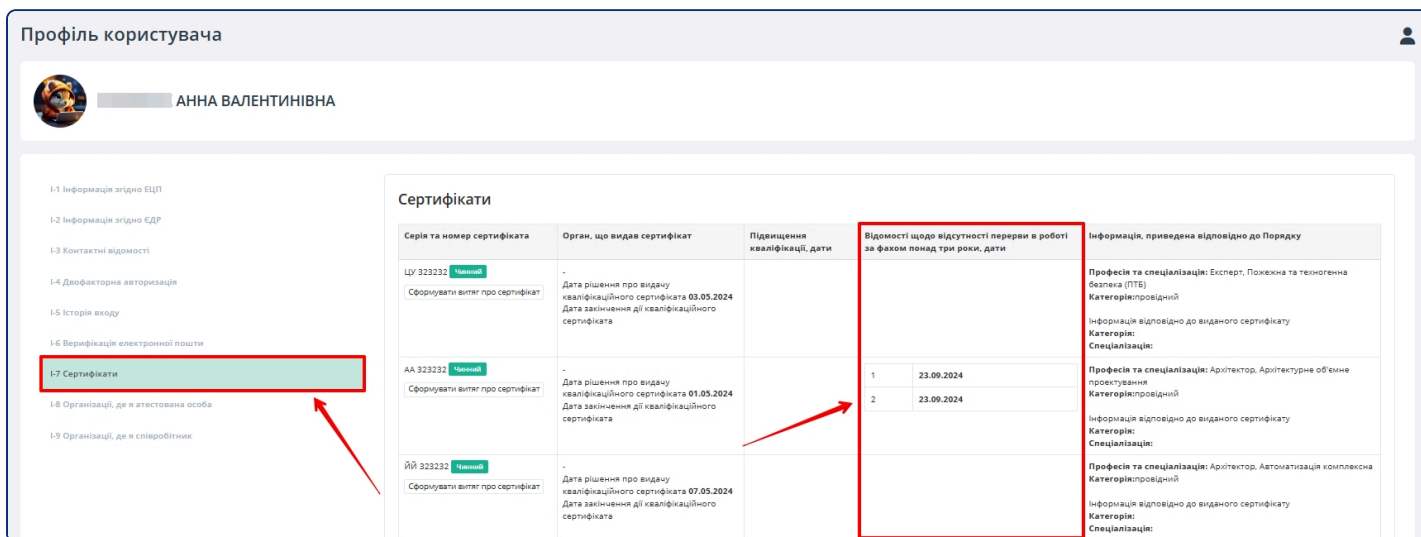 Профіль користувача
АННА ВАЛЕНТИНІВНА
І-1 Інформація згідно ЕЦП
І-2 Інформація згідно ЄДР
І-3 Контактні відомості
І-4 Двофакторна авторизація
І-5 Історія входу
І-6 Верифікація електронної пошти
І-7 Сертифікати
І-8 Організації, де я атестована особа
І-9 Організації, де я співробітник
Сертифікати
Серія та номер сертифіката
Орган, що видав сертифікат
Підвищення
кваліфікації, дати
Відомості щодо відсутності перерви в роботі
за фахом понад три роки, дати
Інформація, приведена відповідно до Порядку
ЦУ 323232 Чинний
Сформувати витяг про сертифікат
-
Дата рішення про видачу
кваліфікаційного сертифіката 03.05.2024
Дата закінчення дії кваліфікаційного
сертифіката
Професія та спеціалізація: Експерт, Пожежна та техногенна
безпека (ПТБ)
Категорія:провідний
Інформація відповідно до виданого сертифікату
Категорія:
Спеціалізація:
АА 323232 Чинний
Сформувати витяг про сертифікат
-
Дата рішення про видачу
кваліфікаційного сертифіката 01.05.2024
Дата закінчення дії кваліфікаційного
сертифіката
1 23.09.2024
2 23.09.2024
Професія та спеціалізація: Архітектор, Архітектурне об'ємне
проектування
Категорія:провідний
Інформація відповідно до виданого сертифікату
Категорія:
Спеціалізація:
ЙЙ 323232 Чинний
Сформувати витяг про сертифікат
-
Дата рішення про видачу
кваліфікаційного сертифіката 07.05.2024
Дата закінчення дії кваліфікаційного
сертифіката
Професія та спеціалізація: Архітектор, Автоматизація комплексна
Категорія:провідний
Інформація відповідно до виданого сертифікату
Категорія:
Спеціалізація: